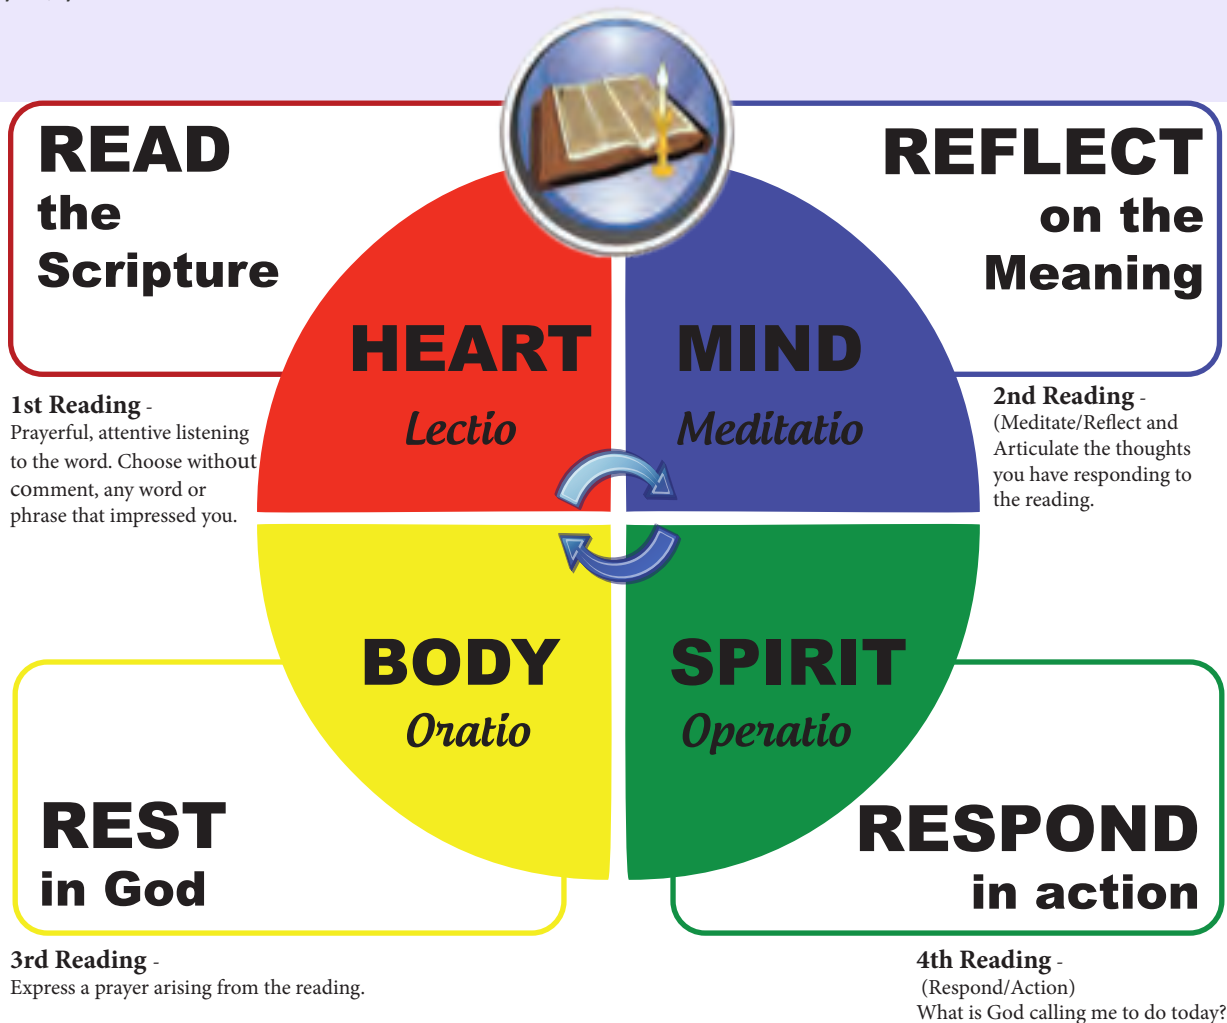 READ
the
Scripture
REFLECT
on the
Meaning
HEART
Lectio
MIND
Meditatio
1st Reading -
Prayerful, attentive listening
to the word. Choose without
comment, any word or
phrase that impressed you.
2nd Reading -
(Meditate/Reflect and
Articulate the thoughts
you have responding to
the reading.
BODY
Oratio
SPIRIT
Operatio
REST
in God
RESPOND
in action
3rd Reading -
Express a prayer arising from the reading.
4th Reading -
(Respond/Action)
What is God calling me to do today?